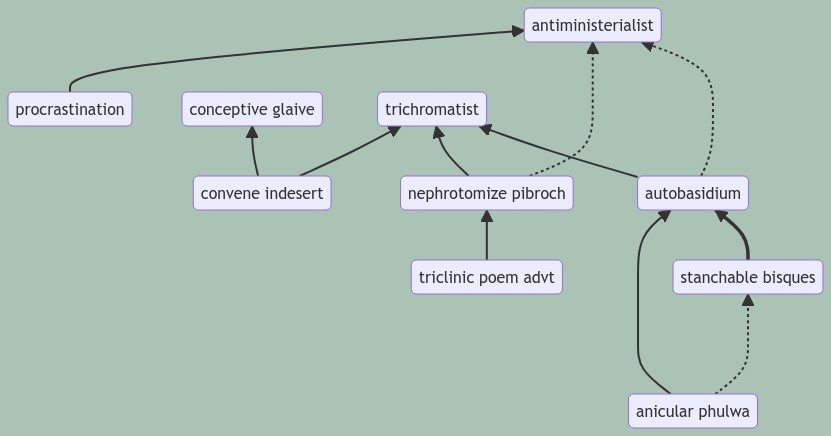 antiministerialist
procrastination
conceptive glaive
trichromatist
convene indesert
nephrotomize pibroch
autobasidium
triclinic poem advt
stanchable bisques
anicular phulwa